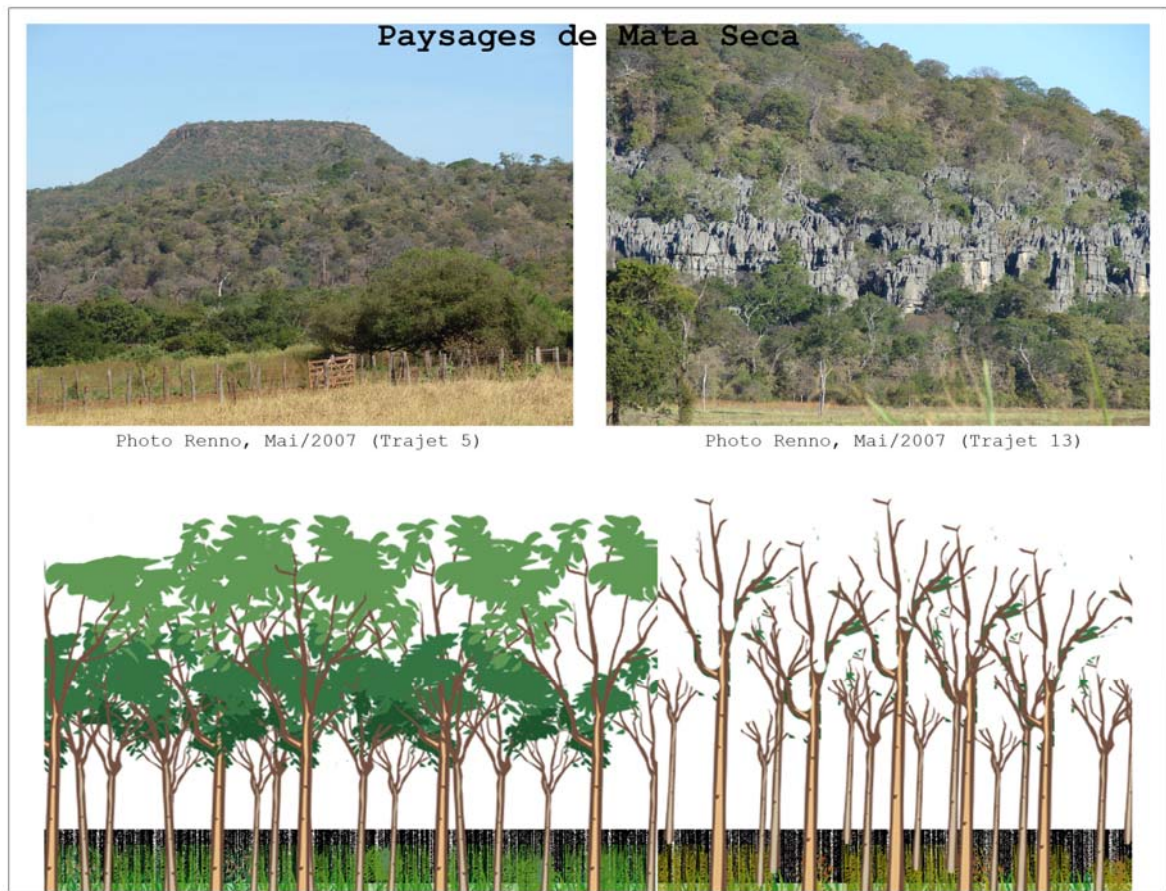 Paysages de Mata Seca
Photo Renno, Mai/2007 (Trajet 5)
Photo Renno, Mai/2007 (Trajet 13)